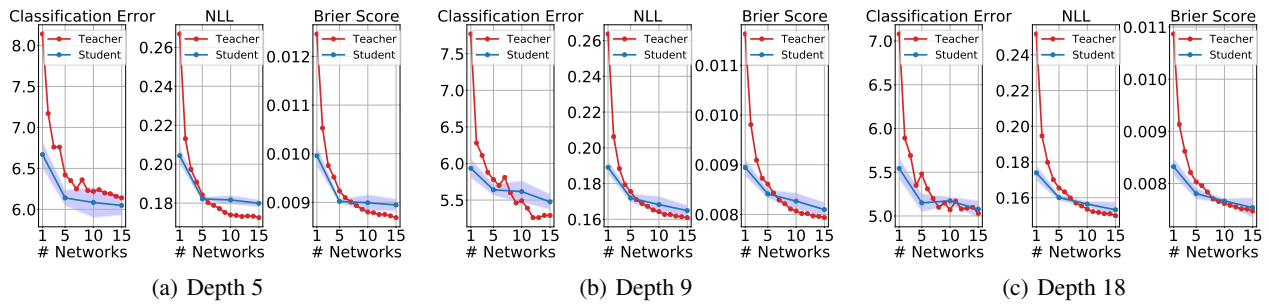 Classification Error
Teacher
Student
8.0
7.5
7.0
6.5
6.0
1 5 10 15
# Networks
NLL
Teacher
Student
0.26
0.24
0.22
0.20
0.18
1 5 10 15
# Networks
Brier Score
Teacher
Student
0.012
0.011
0.010
0.009
1 5 10 15
# Networks
(a) Depth 5
Classification Error
Teacher
Student
7.5
7.0
6.5
6.0
5.5
1 5 10 15
# Networks
NLL
Teacher
Student
0.26
0.24
0.22
0.20
0.18
0.16
1 5 10 15
# Networks
Brier Score
Teacher
Student
0.011
0.010
0.009
0.008
1 5 10 15
# Networks
(b) Depth 9
Classification Error
Teacher
Student
7.0
6.5
6.0
5.5
5.0
1 5 10 15
# Networks
NLL
Teacher
Student
0.24
0.22
0.20
0.18
0.16
1 5 10 15
# Networks
Brier Score
Teacher
Student
0.011
0.010
0.009
0.008
1 5 10 15
# Networks
(c) Depth 18